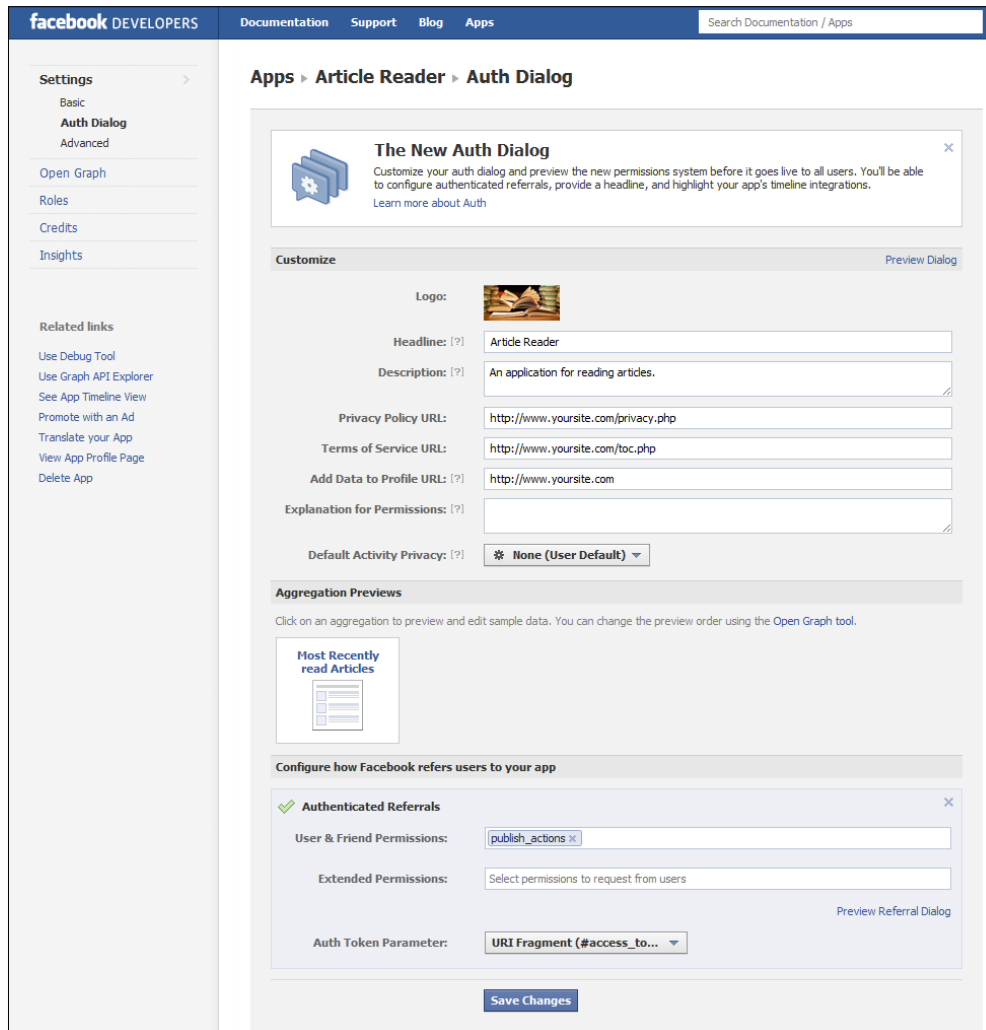 facebook DEVELOPERS
Documentation Support Blog Apps
Search Documentation / Apps
Settings
Basic
Auth Dialog
Advanced
Open Graph
Roles
Credits
Insights
Related links
Use Debug Tool
Use Graph API Explorer
See App Timeline View
Promote with an Ad
Translate your App
View App Profile Page
Delete App
Apps ▸ Article Reader ▸ Auth Dialog
The New Auth Dialog
Customize your auth dialog and preview the new permissions system before it goes live to all users. You'll be able
to configure authenticated referrals, provide a headline, and highlight your app's timeline integrations.
Learn more about Auth
Customize Preview Dialog
Logo:
Headline: [?] Article Reader
Description: [?] An application for reading articles.
Privacy Policy URL: http://www.yoursite.com/privacy.php
Terms of Service URL: http://www.yoursite.com/toc.php
Add Data to Profile URL: [?] http://www.yoursite.com
Explanation for Permissions: [?]
Default Activity Privacy: [?] None (User Default)
Aggregation Previews
Click on an aggregation to preview and edit sample data. You can change the preview order using the Open Graph tool.
Most Recently
read Articles
Configure how Facebook refers users to your app
Authenticated Referrals
User & Friend Permissions: publish_actions ×
Extended Permissions: Select permissions to request from users
Preview Referral Dialog
Auth Token Parameter: URI Fragment (#access_to...
Save Changes